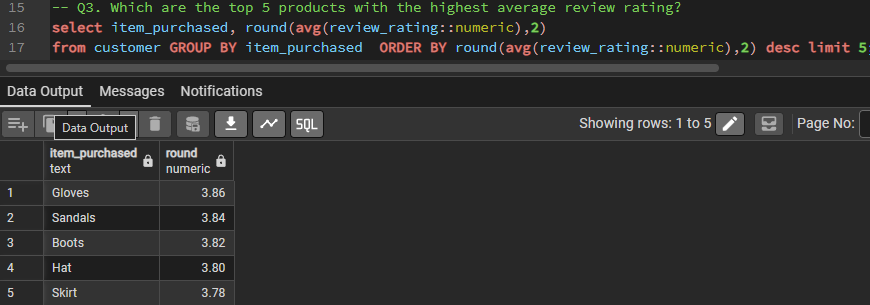 15 -- Q3. Which are the top 5 products with the highest average review rating?
16 select item_purchased, round(avg(review_rating::numeric),2)
17 from customer GROUP BY item_purchased  ORDER BY round(avg(review_rating::numeric),2) desc limit 5;
Data Output Messages Notifications
Data Output SQL Showing rows: 1 to 5 Page No:
item_purchased round
text numeric
1 Gloves 3.86
2 Sandals 3.84
3 Boots 3.82
4 Hat 3.80
5 Skirt 3.78